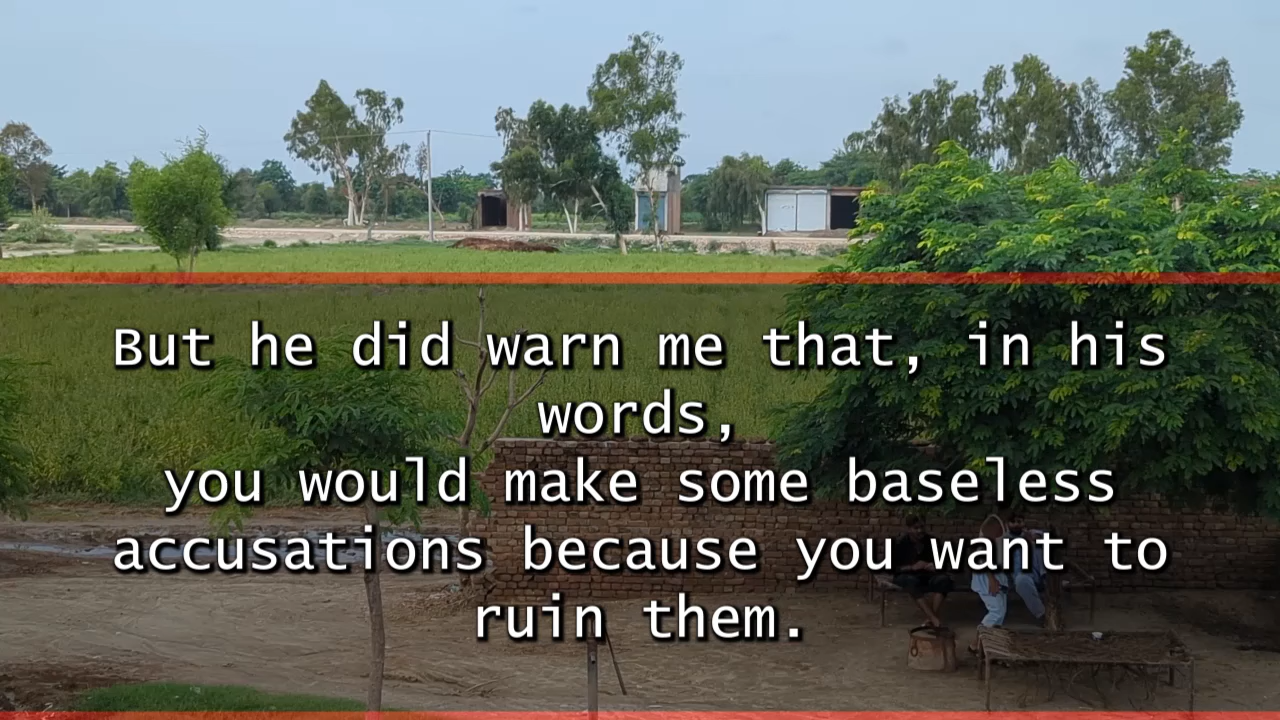 But he did warn me that, in his
words,
you would make some baseless
accusations because you want to
ruin them.